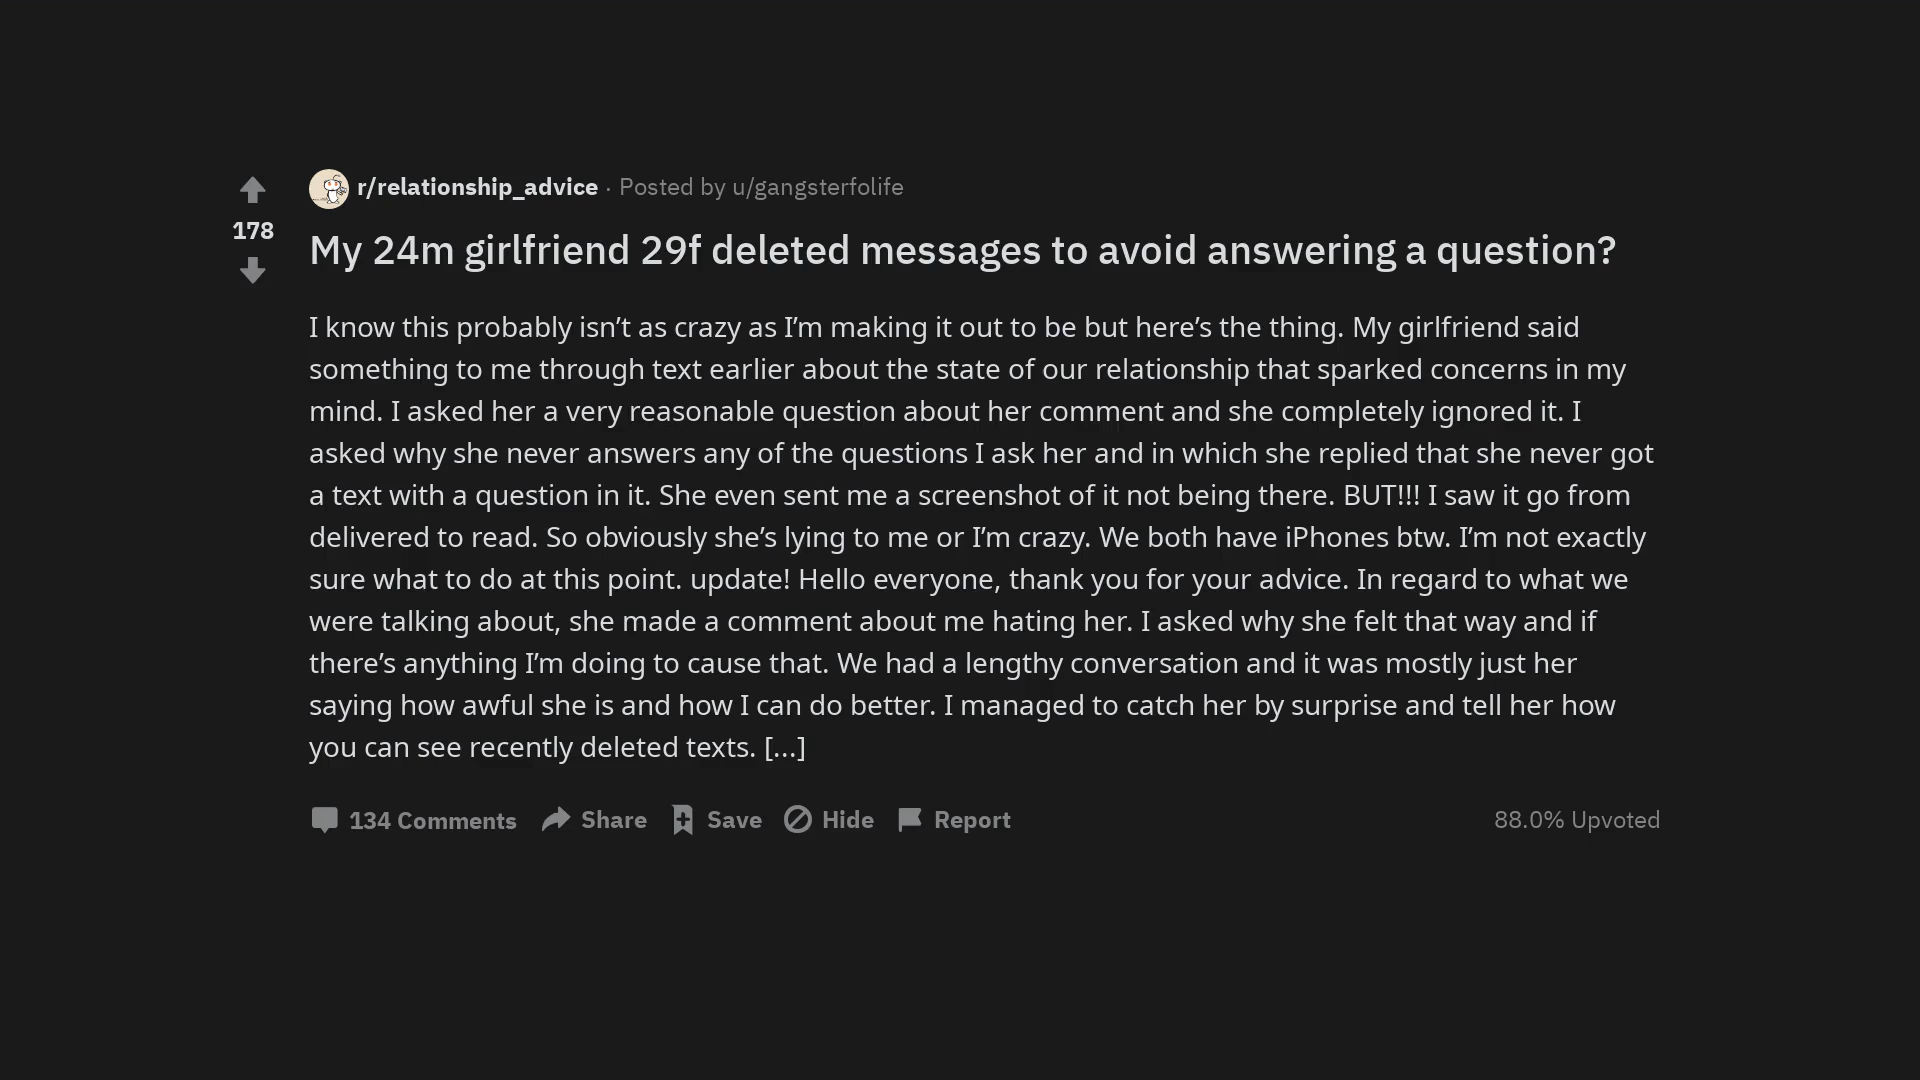 r/relationship_advice · Posted by u/gangsterfolife
178
My 24m girlfriend 29f deleted messages to avoid answering a question?
I know this probably isn’t as crazy as I’m making it out to be but here’s the thing. My girlfriend said
something to me through text earlier about the state of our relationship that sparked concerns in my
mind. I asked her a very reasonable question about her comment and she completely ignored it. I
asked why she never answers any of the questions I ask her and in which she replied that she never got
a text with a question in it. She even sent me a screenshot of it not being there. BUT!!! I saw it go from
delivered to read. So obviously she’s lying to me or I’m crazy. We both have iPhones btw. I’m not exactly
sure what to do at this point. update! Hello everyone, thank you for your advice. In regard to what we
were talking about, she made a comment about me hating her. I asked why she felt that way and if
there’s anything I’m doing to cause that. We had a lengthy conversation and it was mostly just her
saying how awful she is and how I can do better. I managed to catch her by surprise and tell her how
you can see recently deleted texts. [...]
134 Comments Share Save Hide Report 88.0% Upvoted